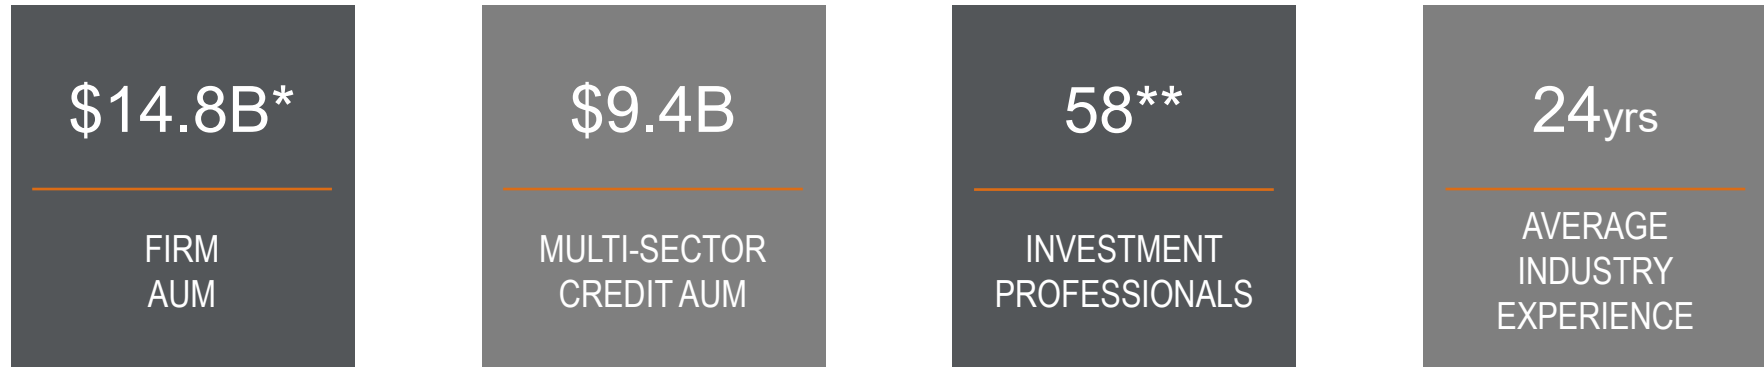 $14.8B*
FIRM
AUM
$9.4B
MULTI-SECTOR
CREDIT AUM
58**
INVESTMENT
PROFESSIONALS
24yrs
AVERAGE
INDUSTRY
EXPERIENCE